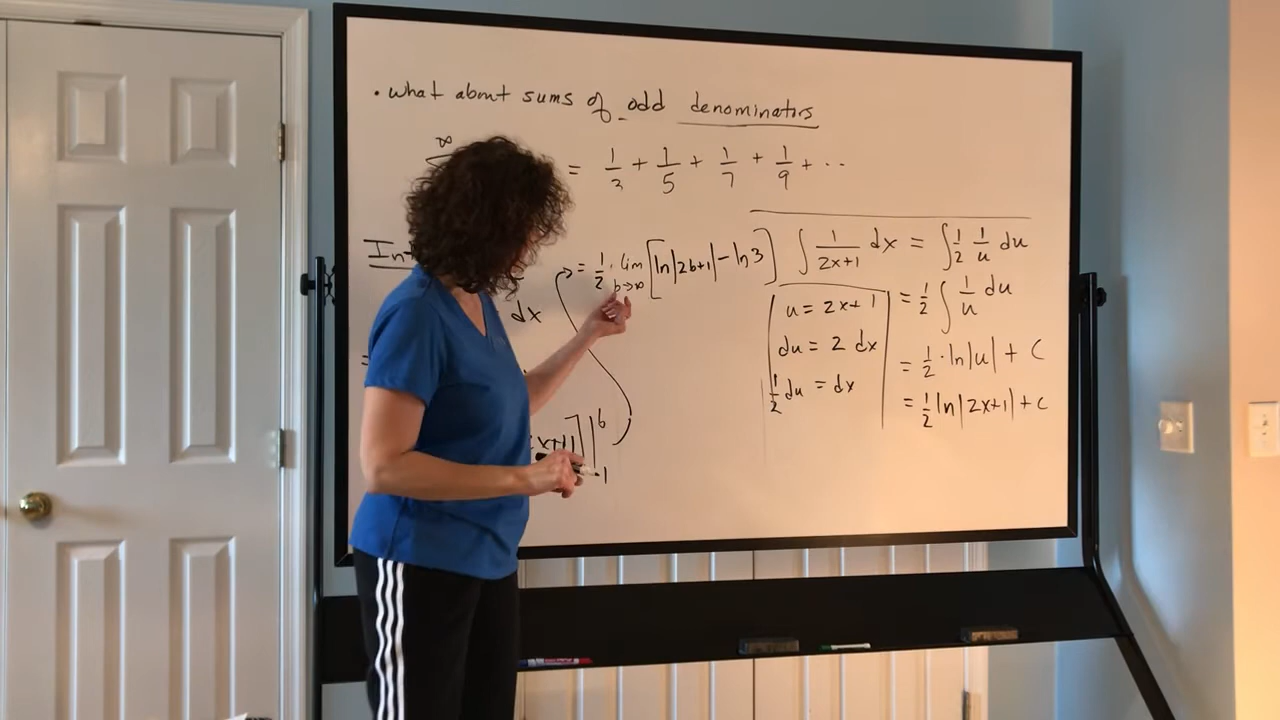 • what about sums of odd denominators
∞
= 1/3 + 1/5 + 1/7 + 1/9 + ...
= 1/2 · lim b→∞ [ln|2b+1| - ln 3]
dx
x+1|]|
b
1
∫ 1/(2x+1) dx = ∫ 1/2 1/u du
u = 2x+1
du = 2 dx
1/2 du = dx
= 1/2 ∫ 1/u du
= 1/2 · ln|u| + C
= 1/2 ln|2x+1| + C